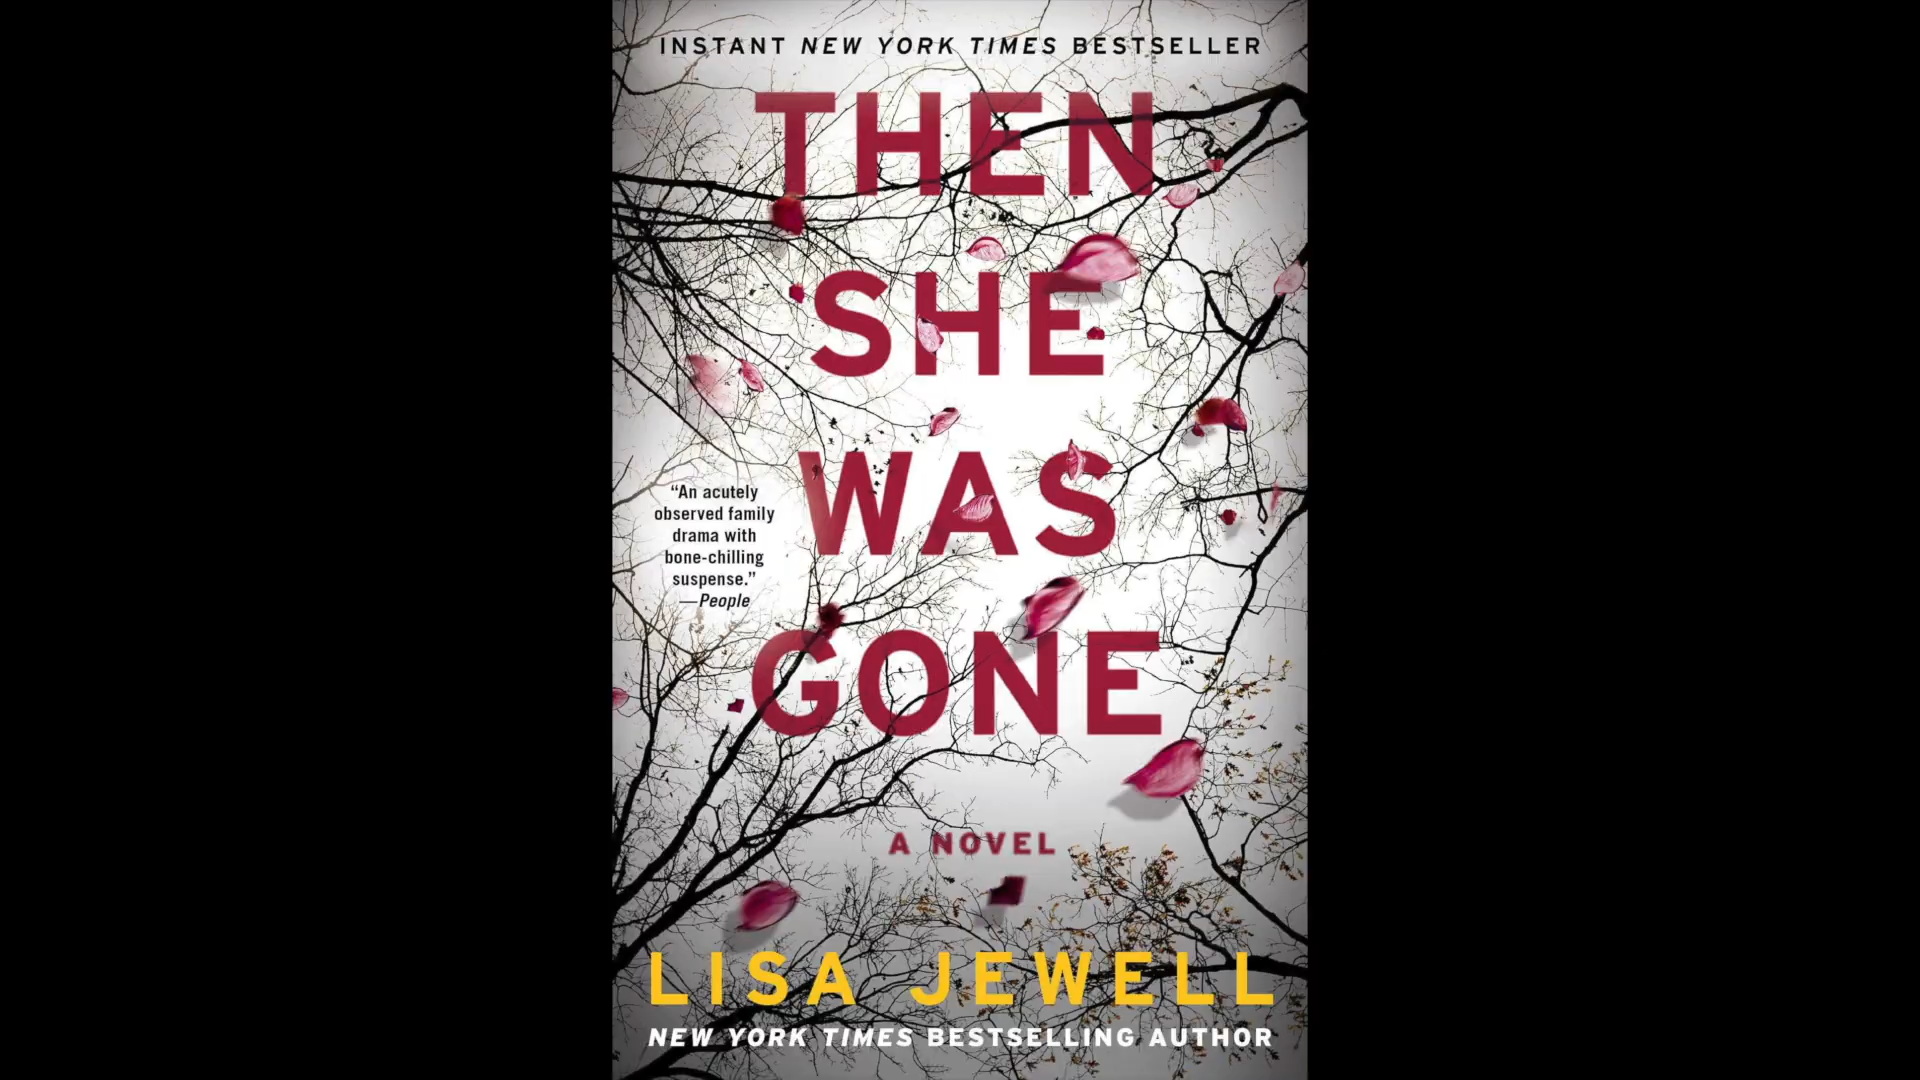 INSTANT NEW YORK TIMES BESTSELLER
THEN
SHE
WAS
GONE
“An acutely
observed family
drama with
bone-chilling
suspense.”
—People
A NOVEL
LISA JEWELL
NEW YORK TIMES BESTSELLING AUTHOR